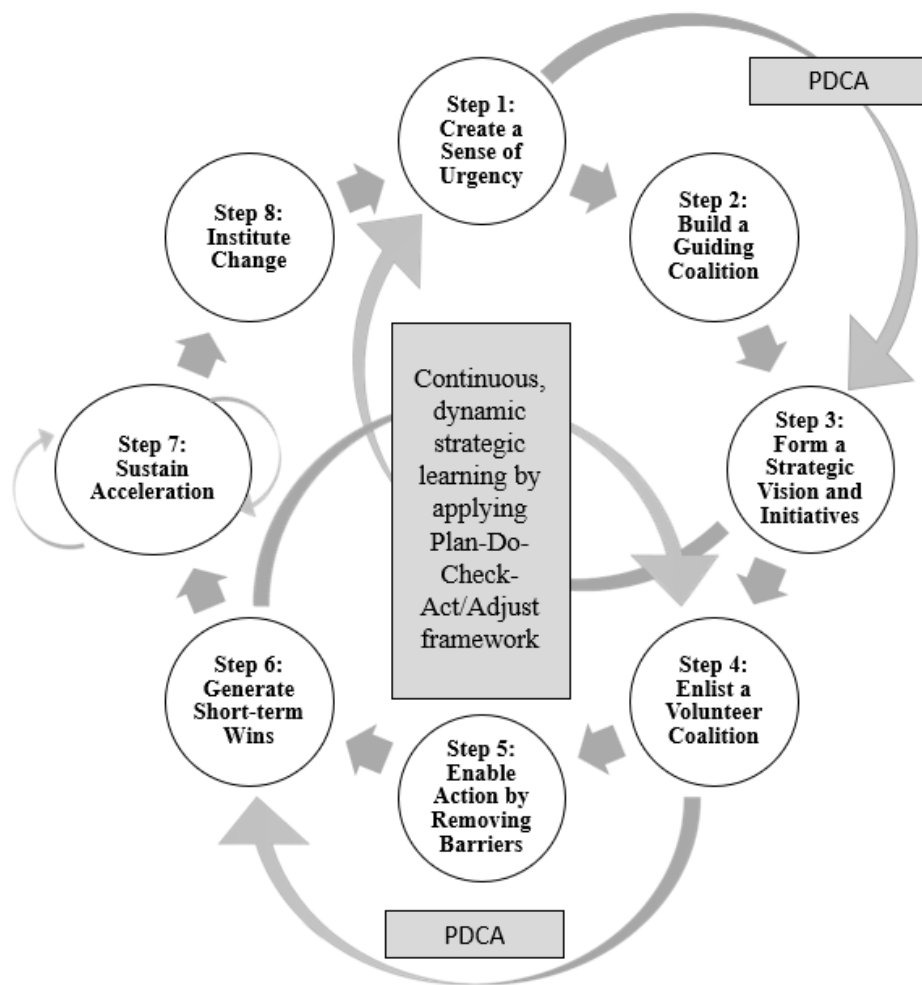 PDCA
Step 1:
Create a
Sense of
Urgency
Step 2:
Build a
Guiding
Coalition
Step 3:
Form a
Strategic
Vision and
Initiatives
Step 4:
Enlist a
Volunteer
Coalition
Step 5:
Enable
Action by
Removing
Barriers
Step 6:
Generate
Short-term
Wins
Step 7:
Sustain
Acceleration
Step 8:
Institute
Change
Continuous,
dynamic
strategic
learning by
applying
Plan-Do-
Check-
Act/Adjust
framework
PDCA